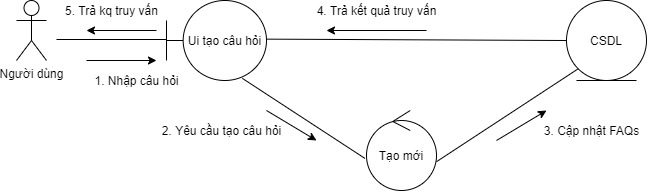 5. Trả kq truy vấn
4. Trả kết quả truy vấn
Ui tạo câu hỏi
CSDL
Người dùng
1. Nhập câu hỏi
2. Yêu cầu tạo câu hỏi
3. Cập nhật FAQs
Tạo mới